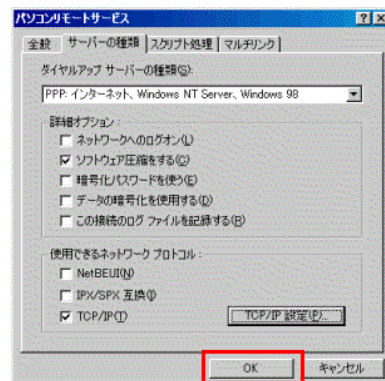 パソコンリモートサービス
全般 サーバーの種類 スクリプト処理 マルチリンク
ダイヤルアップ サーバーの種類(S):
PPP: インターネット、Windows NT Server、Windows 98
詳細オプション:
ネットワークへのログオン(L)
ソフトウェア圧縮をする(C)
暗号化パスワードを使う(E)
データの暗号化を使用する(D)
この接続のログ ファイルを記録する(R)
使用できるネットワーク プロトコル:
NetBEUI(N)
IPX/SPX 互換(I)
TCP/IP(T)
TCP/IP 設定(P)...
OK キャンセル